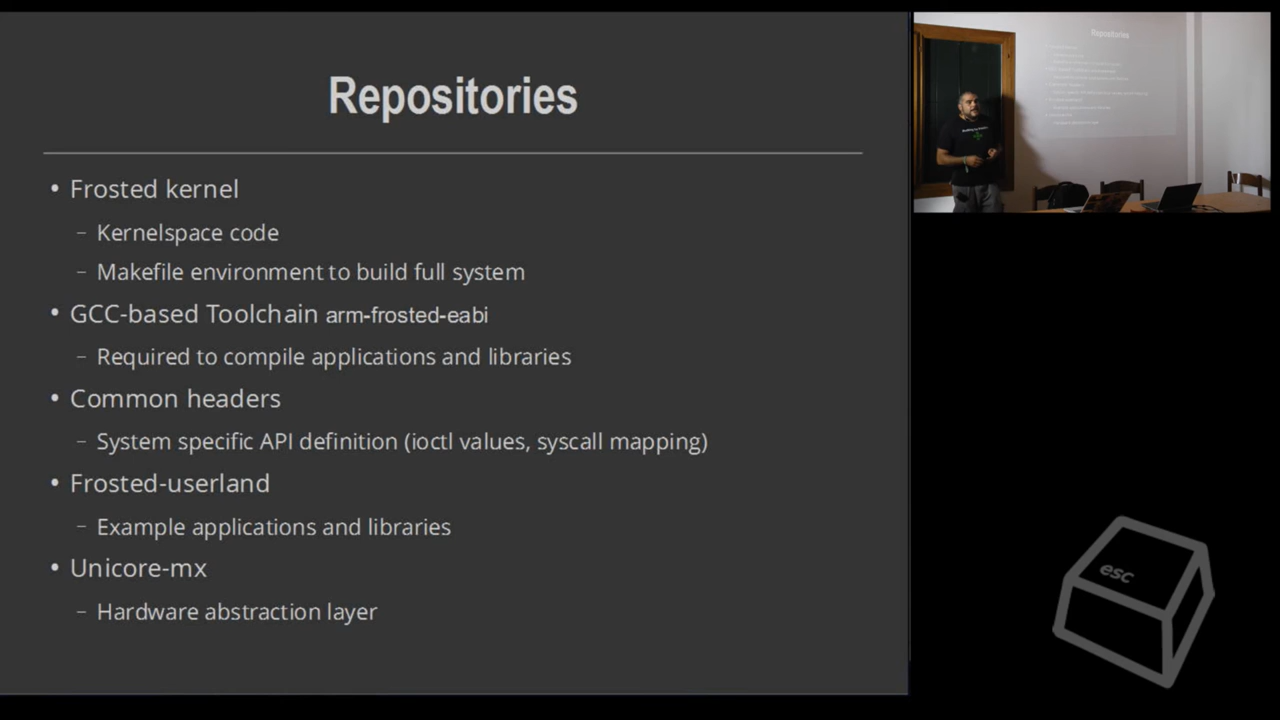 Repositories
• Frosted kernel
– Kernelspace code
– Makefile environment to build full system
• GCC-based Toolchain arm-frosted-eabi
– Required to compile applications and libraries
• Common headers
– System specific API definition (ioctl values, syscall mapping)
• Frosted-userland
– Example applications and libraries
• Unicore-mx
– Hardware abstraction layer
Repositories
esc